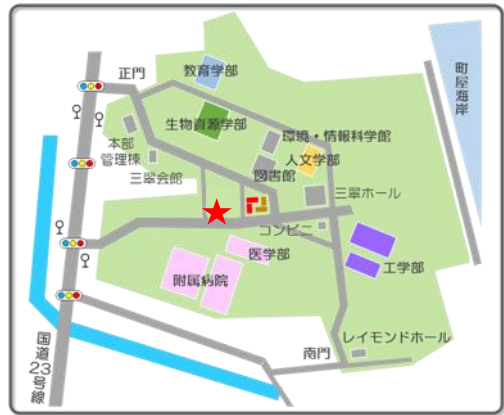 正門
教育学部
町屋海岸
生物資源学部
環境・情報科学館
本部
管理棟
人文学部
図書館
三翠会館
三翠ホール
コンビニ
医学部
工学部
附属病院
国道23号線
レイモンドホール
南門